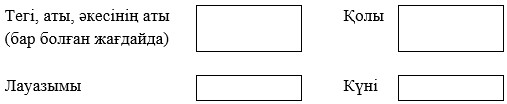 Тегі, аты, әкесінің аты Қолы
(бар болған жағдайда)
Лауазымы Күні